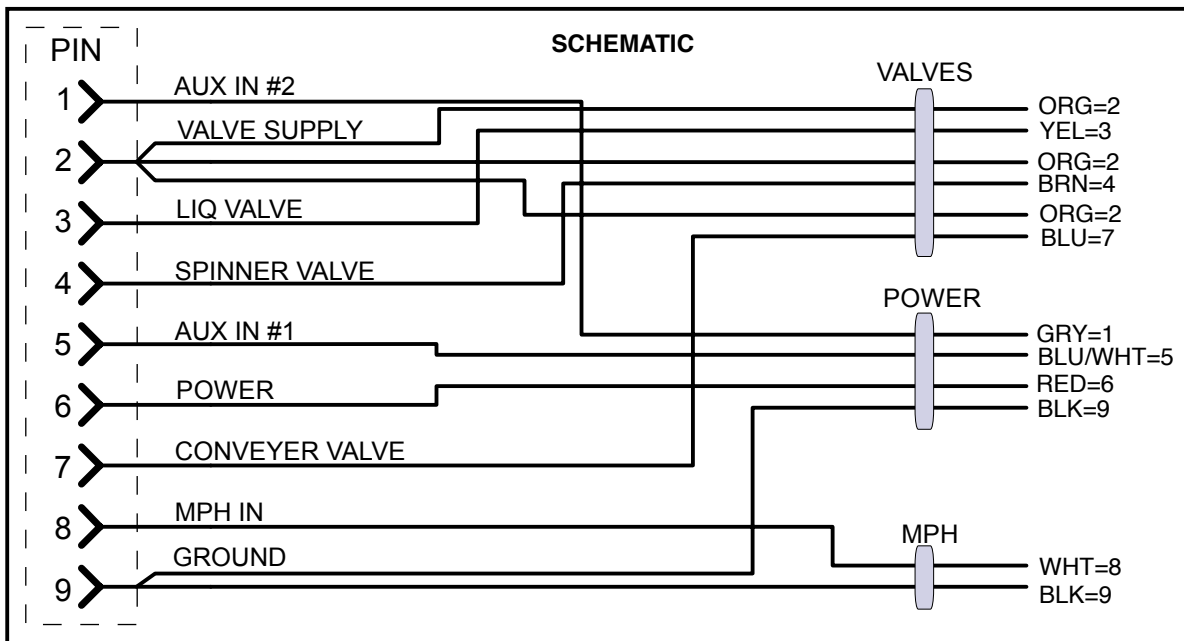 SCHEMATIC
PIN
1
AUX IN #2
2
VALVE SUPPLY
3
LIQ VALVE
4
SPINNER VALVE
5
AUX IN #1
6
POWER
7
CONVEYER VALVE
8
MPH IN
9
GROUND
VALVES
ORG=2
YEL=3
ORG=2
BRN=4
ORG=2
BLU=7
POWER
GRY=1
BLU/WHT=5
RED=6
BLK=9
MPH
WHT=8
BLK=9